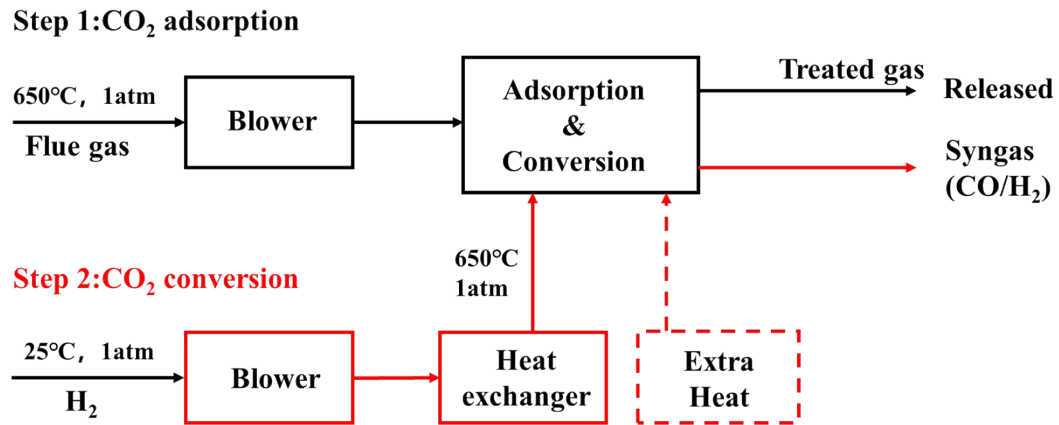 Step 1:CO₂ adsorption
650℃, 1atm
Flue gas
Blower
Adsorption
&
Conversion
Treated gas
Released
Syngas
(CO/H₂)
Step 2:CO₂ conversion
650℃
1atm
25℃, 1atm
H₂
Blower
Heat
exchanger
Extra
Heat